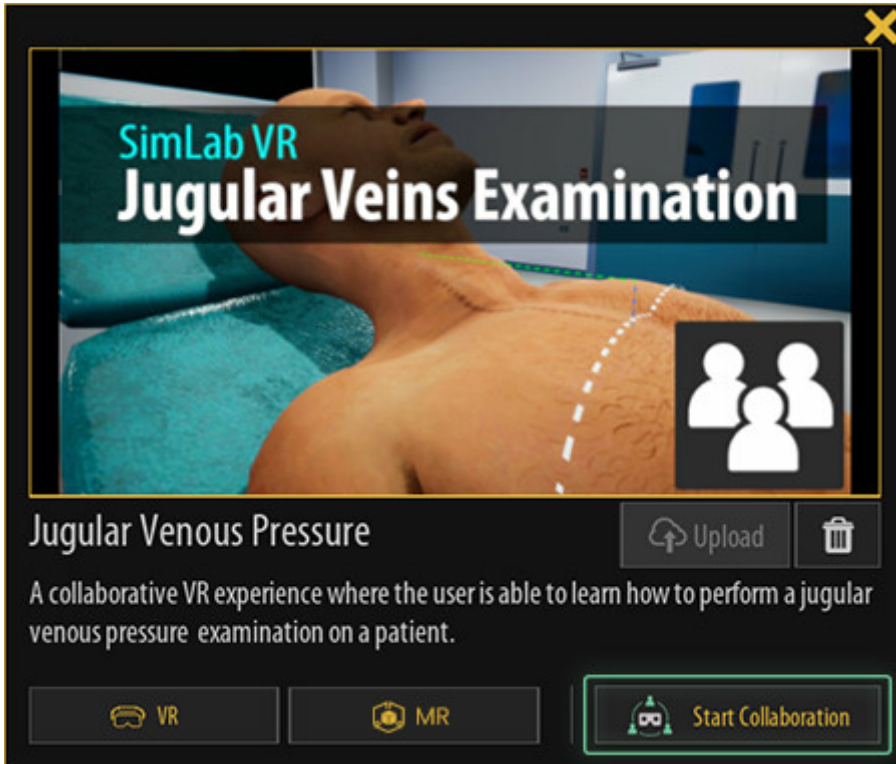 SimLab VR
Jugular Veins Examination
Jugular Venous Pressure
Upload
A collaborative VR experience where the user is able to learn how to perform a jugular
venous pressure examination on a patient.
VR
MR
Start Collaboration